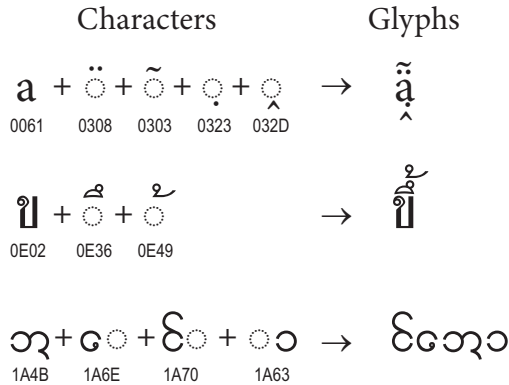 Characters Glyphs
a + ◌̈ + ◌̃ + ◌̣ + ◌̭ → ạ̭̈̃
0061 0308 0303 0323 032D
ข + ◌ึ + ◌้ → ขึ้
0E02 0E36 0E49
ᩋ + ◌ᩮ + ◌ᩰ + ◌ᩣ → ᩋᩮᩰᩣ
1A4B 1A6E 1A70 1A63